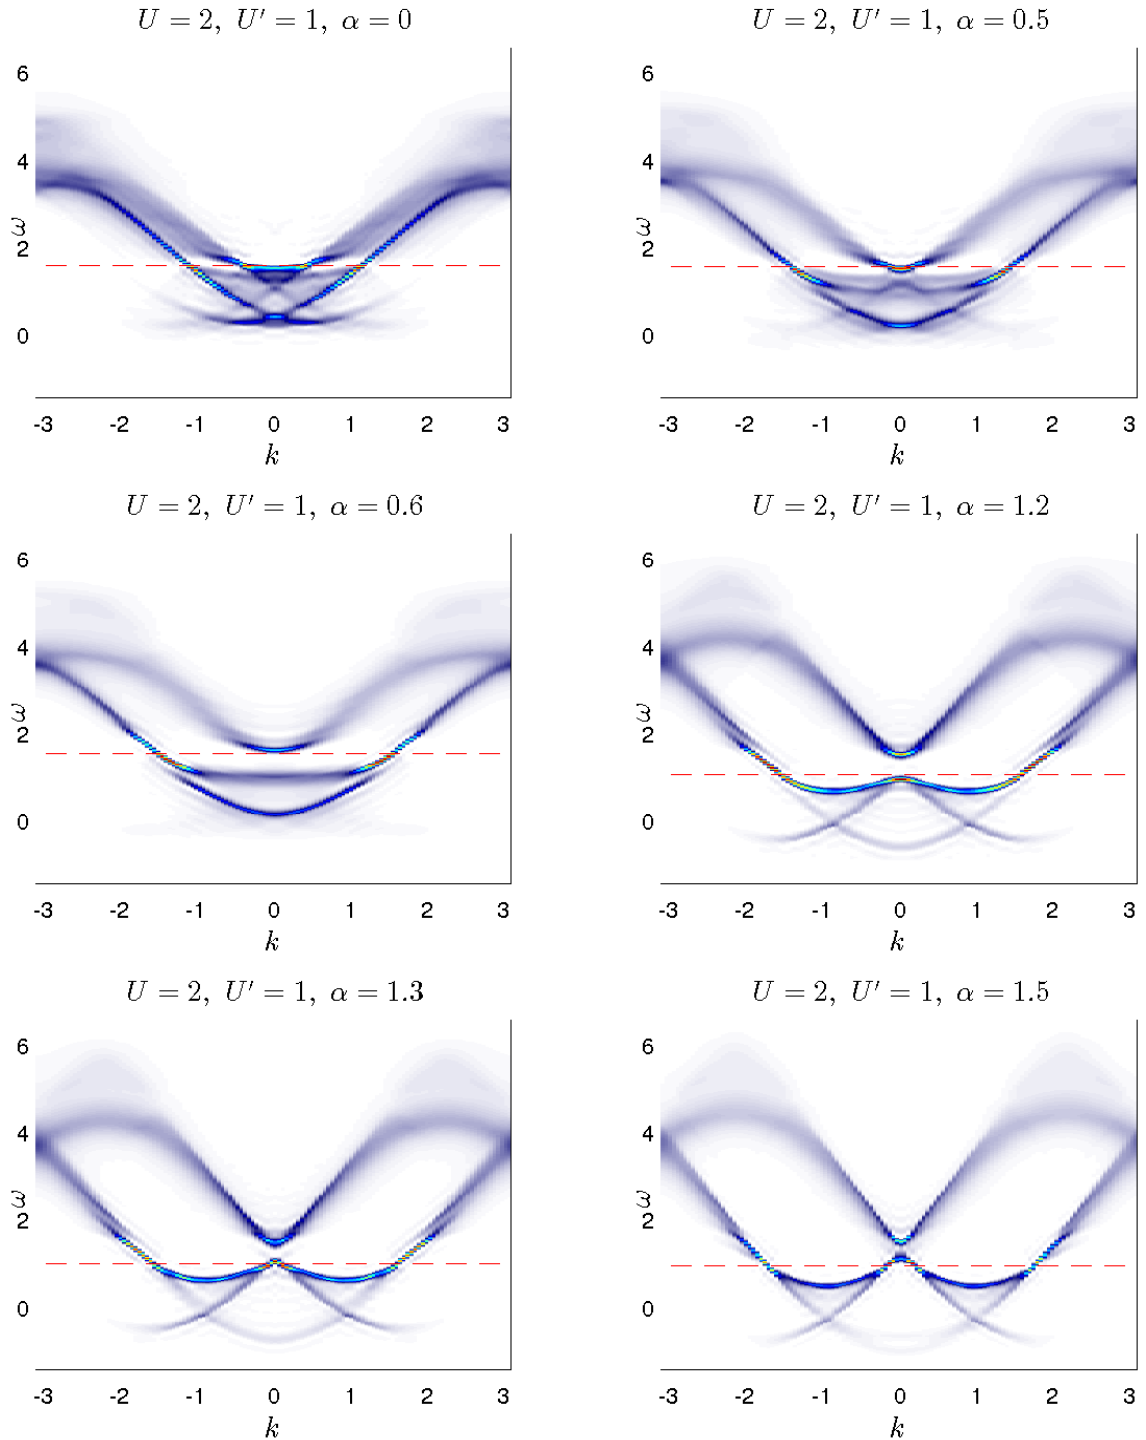 U = 2, U′ = 1, α = 0
6
4
ω
2
0
-3 -2 -1 0 1 2 3
k
U = 2, U′ = 1, α = 0.5
6
4
ω
2
0
-3 -2 -1 0 1 2 3
k
U = 2, U′ = 1, α = 0.6
6
4
ω
2
0
-3 -2 -1 0 1 2 3
k
U = 2, U′ = 1, α = 1.2
6
4
ω
2
0
-3 -2 -1 0 1 2 3
k
U = 2, U′ = 1, α = 1.3
6
4
ω
2
0
-3 -2 -1 0 1 2 3
k
U = 2, U′ = 1, α = 1.5
6
4
ω
2
0
-3 -2 -1 0 1 2 3
k